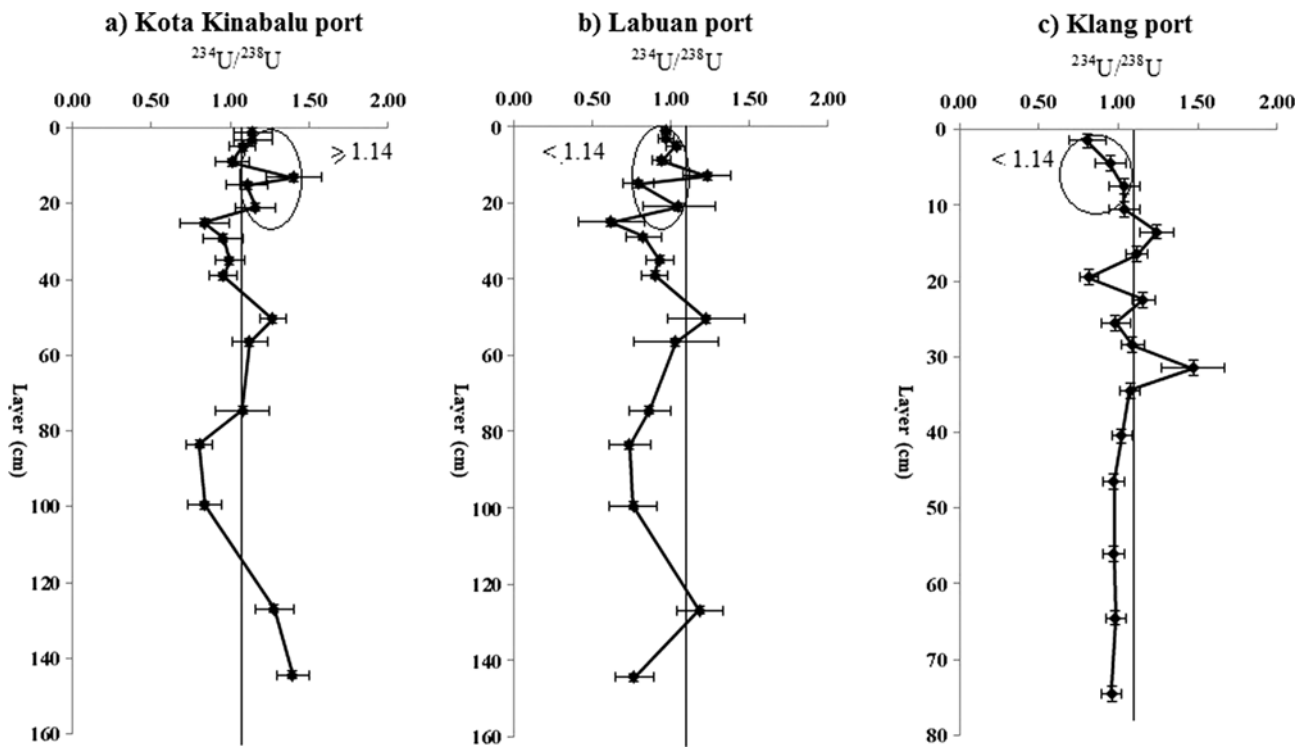 a) Kota Kinabalu port
²³⁴U/²³⁸U
0.00 0.50 1.00 1.50 2.00
0
20
40
60
80
100
120
140
160
Layer (cm)
⩾ 1.14
b) Labuan port
²³⁴U/²³⁸U
0.00 0.50 1.00 1.50 2.00
0
20
40
60
80
100
120
140
160
Layer (cm)
< 1.14
c) Klang port
²³⁴U/²³⁸U
0.00 0.50 1.00 1.50 2.00
0
10
20
30
40
50
60
70
80
Layer (cm)
< 1.14